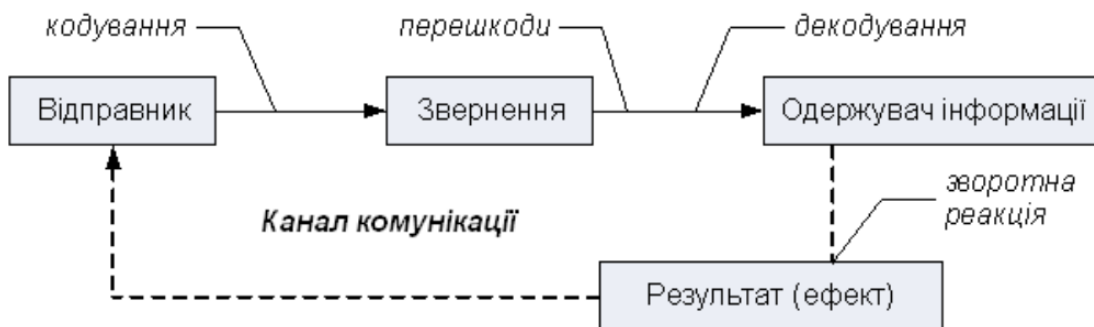 кодування
перешкоди
декодування
Відправник
Звернення
Одержувач інформації
зворотна
реакція
Канал комунікації
Результат (ефект)